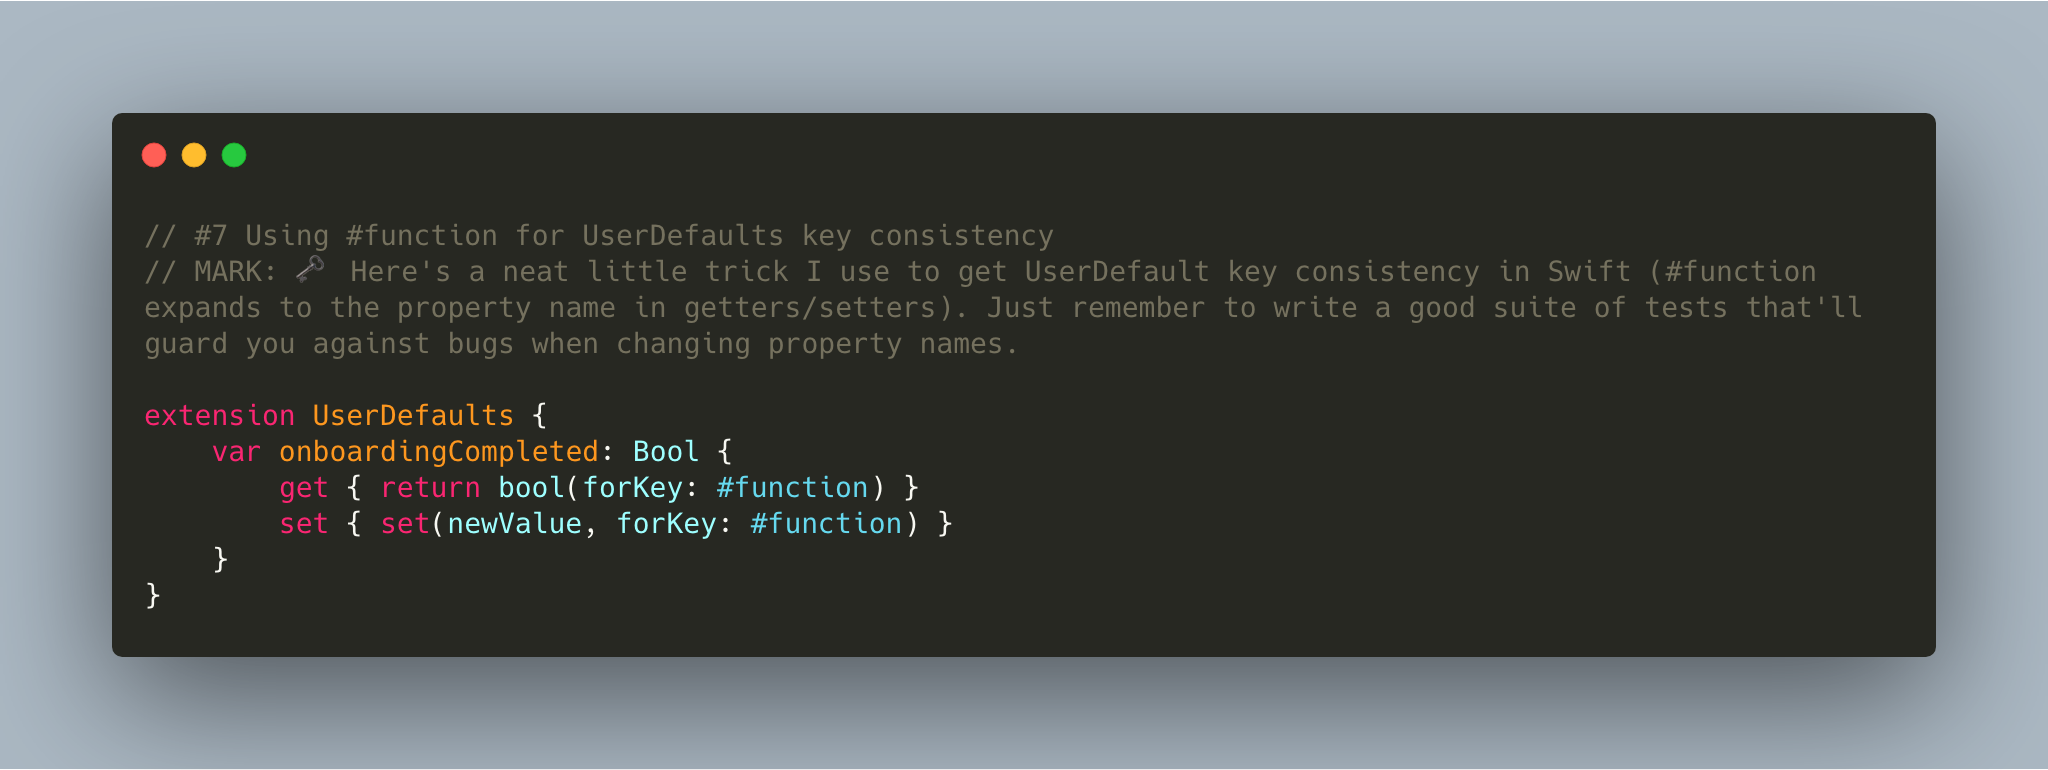 // #7 Using #function for UserDefaults key consistency
// MARK: 🗝 Here's a neat little trick I use to get UserDefault key consistency in Swift (#function
expands to the property name in getters/setters). Just remember to write a good suite of tests that'll
guard you against bugs when changing property names.

extension UserDefaults {
    var onboardingCompleted: Bool {
        get { return bool(forKey: #function) }
        set { set(newValue, forKey: #function) }
    }
}